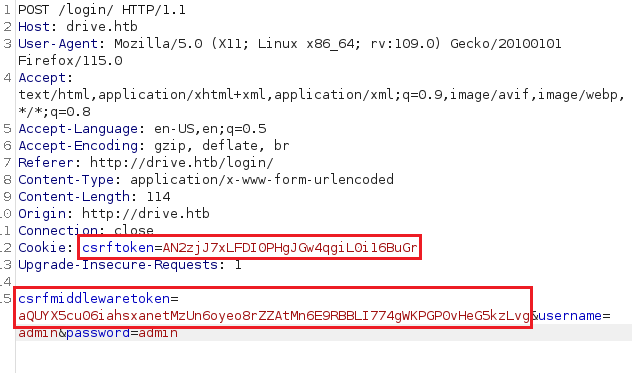 1 POST /login/ HTTP/1.1
2 Host: drive.htb
3 User-Agent: Mozilla/5.0 (X11; Linux x86_64; rv:109.0) Gecko/20100101
Firefox/115.0
4 Accept:
text/html,application/xhtml+xml,application/xml;q=0.9,image/avif,image/webp,
*/*;q=0.8
5 Accept-Language: en-US,en;q=0.5
6 Accept-Encoding: gzip, deflate, br
7 Referer: http://drive.htb/login/
8 Content-Type: application/x-www-form-urlencoded
9 Content-Length: 114
10 Origin: http://drive.htb
11 Connection: close
12 Cookie: csrftoken=AN2zjJ7xLFDI0PHgJGw4qgiL0i16BuGr
13 Upgrade-Insecure-Requests: 1
14
15 csrfmiddlewaretoken=
aQUYX5cu06iahsxanetMzUn6oyeo8rZZAtMn6E9RBBLI774gWKPGP0vHeG5kzLvg&username=
admin&password=admin